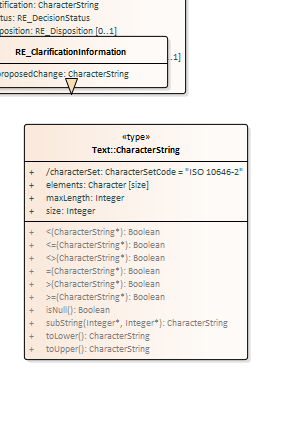 tification: CharacterString
tus: RE_DecisionStatus
position: RE_Disposition [0..1]
RE_ClarificationInformation
..1]
proposedChange: CharacterString
«type»
Text::CharacterString
+ /characterSet: CharacterSetCode = "ISO 10646-2"
+ elements: Character [size]
+ maxLength: Integer
+ size: Integer
+ <(CharacterString*): Boolean
+ <=(CharacterString*): Boolean
+ <>(CharacterString*): Boolean
+ =(CharacterString*): Boolean
+ >(CharacterString*): Boolean
+ >=(CharacterString*): Boolean
+ isNull(): Boolean
+ subString(Integer*, Integer*): CharacterString
+ toLower(): CharacterString
+ toUpper(): CharacterString